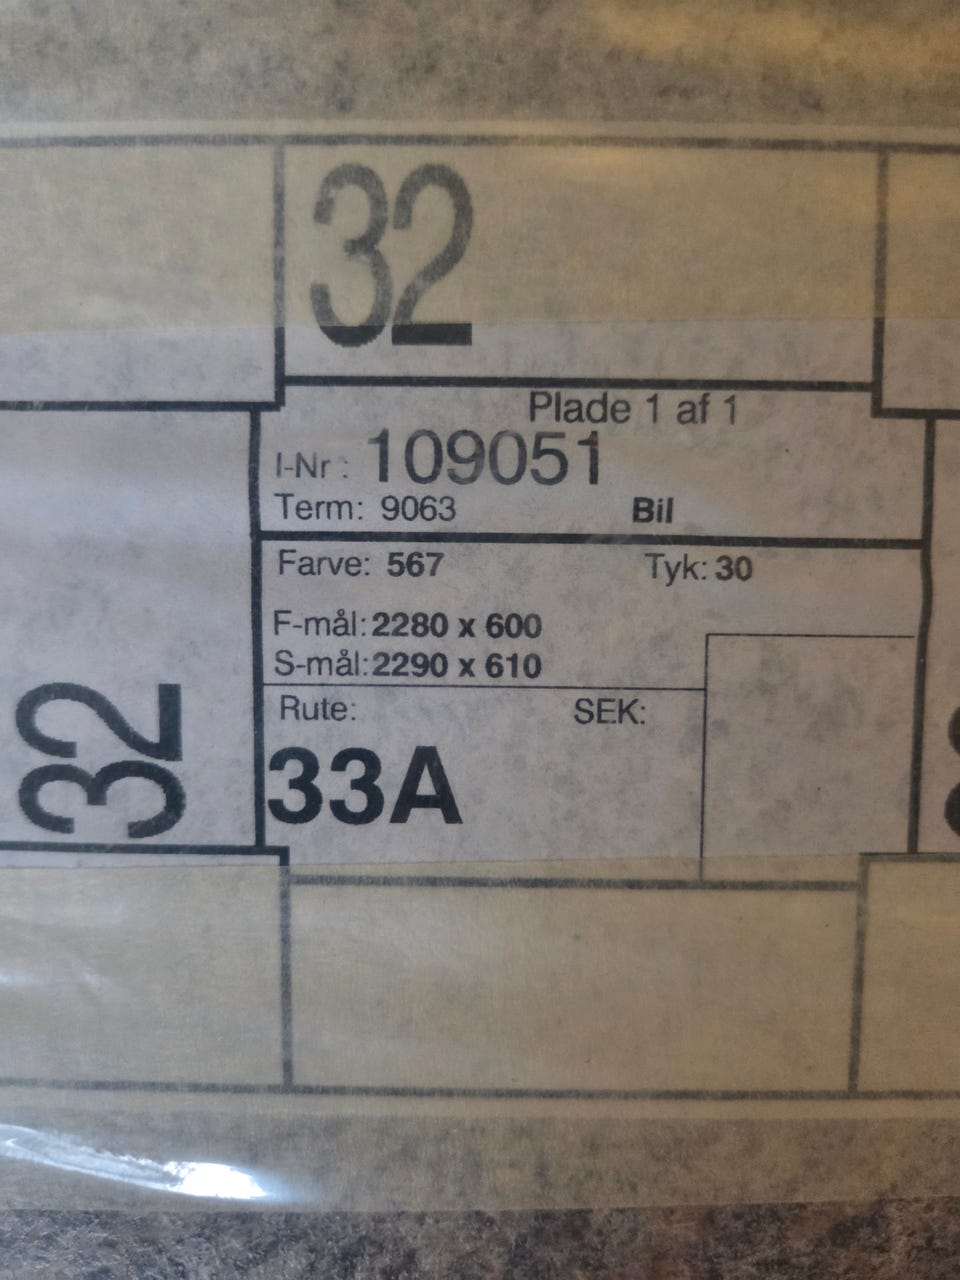 32
Plade 1 af 1
I-Nr : 109051
Term: 9063 Bil
Farve: 567 Tyk: 30
F-mål: 2280 x 600
S-mål: 2290 x 610
Rute: SEK:
33A
32